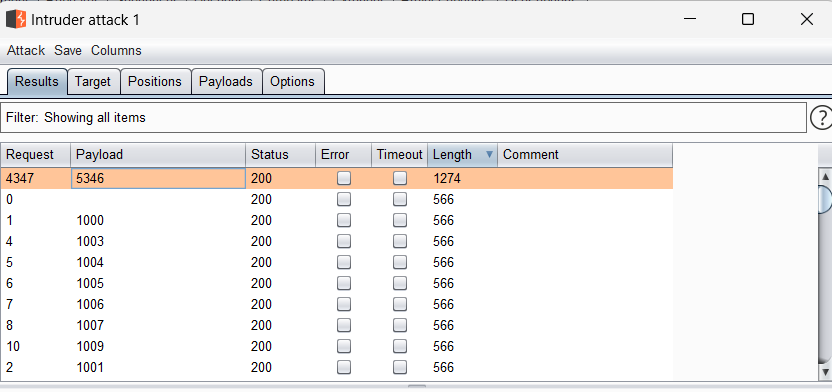 Intruder attack 1
Attack Save Columns
Results Target Positions Payloads Options
Filter: Showing all items
?
Request Payload Status Error Timeout Length Comment
4347 5346 200 1274
0 200 566
1 1000 200 566
4 1003 200 566
5 1004 200 566
6 1005 200 566
7 1006 200 566
8 1007 200 566
10 1009 200 566
2 1001 200 566